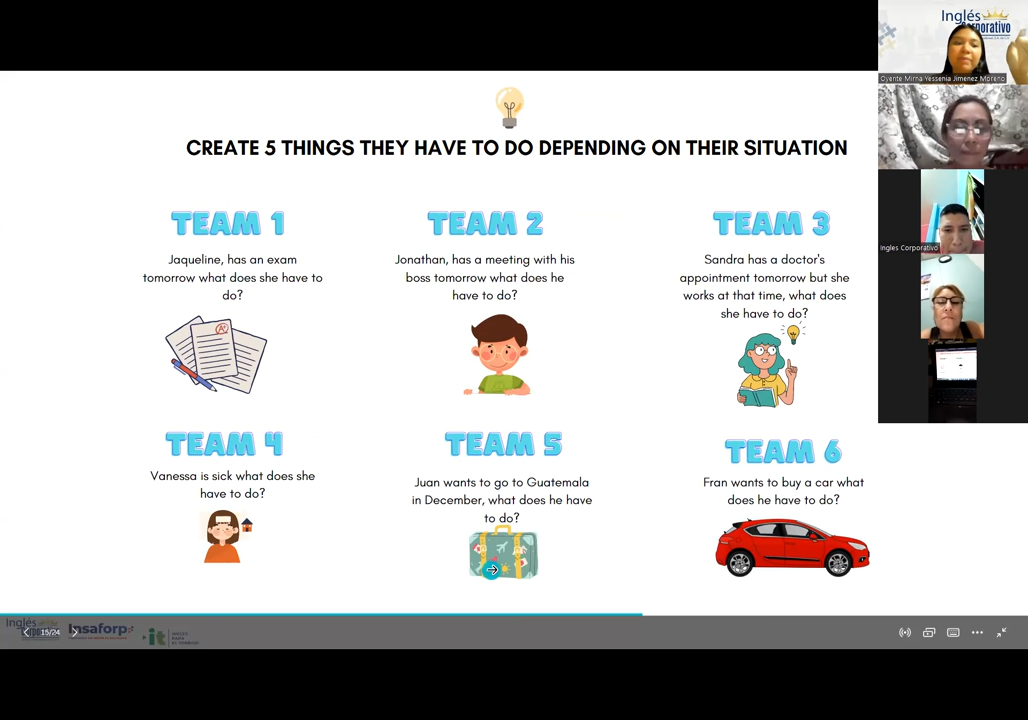 Inglés
Corporativo
Oyente Mirna Yessenia Jimenez Moreno
CREATE 5 THINGS THEY HAVE TO DO DEPENDING ON THEIR SITUATION
TEAM 1
Jaqueline, has an exam
tomorrow what does she have to
do?
A+
TEAM 2
Jonathan, has a meeting with his
boss tomorrow what does he
have to do?
TEAM 3
Sandra has a doctor's
appointment tomorrow but she
works at that time, what does
she have to do?
Ingles Corporativo
TEAM 4
Vanessa is sick what does she
have to do?
TEAM 5
Juan wants to go to Guatemala
in December, what does he have
to do?
TEAM 6
Fran wants to buy a car what
does he have to do?
Inglés
15/24
Insaforp
it